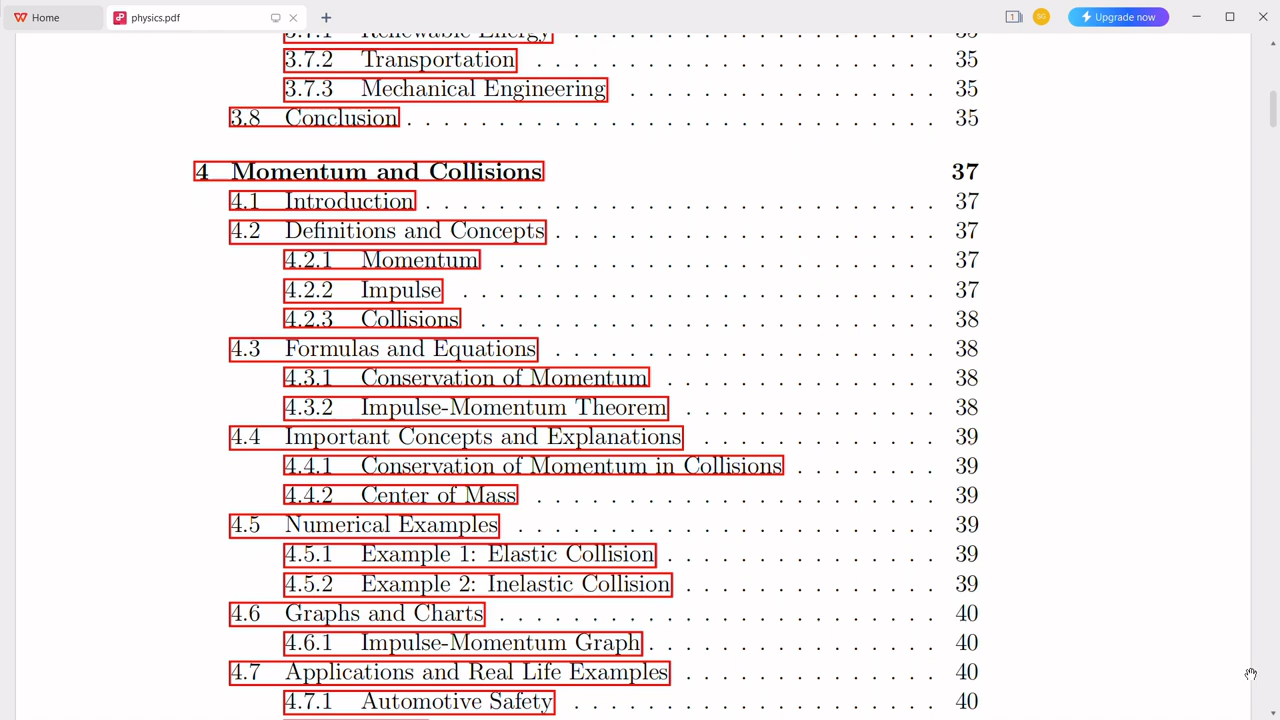 Home
physics.pdf
SG
Upgrade now
3.7.1 Renewable Energy . . . . . . . . . . . . . . . . . . . . 35
3.7.2 Transportation . . . . . . . . . . . . . . . . . . . . . . 35
3.7.3 Mechanical Engineering . . . . . . . . . . . . . . . . . 35
3.8 Conclusion . . . . . . . . . . . . . . . . . . . . . . . . . . . . . 35
4 Momentum and Collisions 37
4.1 Introduction . . . . . . . . . . . . . . . . . . . . . . . . . . . . 37
4.2 Definitions and Concepts . . . . . . . . . . . . . . . . . . . . . 37
4.2.1 Momentum . . . . . . . . . . . . . . . . . . . . . . . . 37
4.2.2 Impulse . . . . . . . . . . . . . . . . . . . . . . . . . . 37
4.2.3 Collisions . . . . . . . . . . . . . . . . . . . . . . . . . 38
4.3 Formulas and Equations . . . . . . . . . . . . . . . . . . . . . 38
4.3.1 Conservation of Momentum . . . . . . . . . . . . . . . 38
4.3.2 Impulse-Momentum Theorem . . . . . . . . . . . . . . 38
4.4 Important Concepts and Explanations . . . . . . . . . . . . . 39
4.4.1 Conservation of Momentum in Collisions . . . . . . . . 39
4.4.2 Center of Mass . . . . . . . . . . . . . . . . . . . . . . 39
4.5 Numerical Examples . . . . . . . . . . . . . . . . . . . . . . . 39
4.5.1 Example 1: Elastic Collision . . . . . . . . . . . . . . . 39
4.5.2 Example 2: Inelastic Collision . . . . . . . . . . . . . . 39
4.6 Graphs and Charts . . . . . . . . . . . . . . . . . . . . . . . . 40
4.6.1 Impulse-Momentum Graph . . . . . . . . . . . . . . . . 40
4.7 Applications and Real Life Examples . . . . . . . . . . . . . . 40
4.7.1 Automotive Safety . . . . . . . . . . . . . . . . . . . . 40